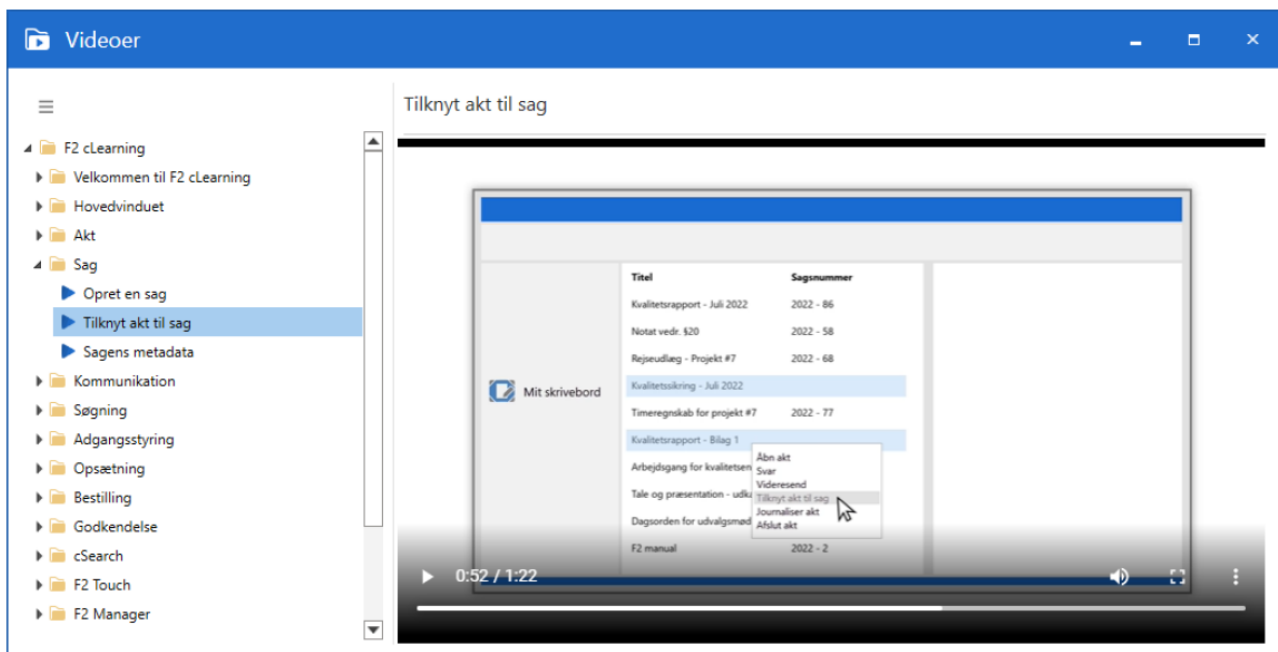 Videoer
Tilknyt akt til sag
F2 cLearning
Velkommen til F2 cLearning
Hovedvinduet
Akt
Sag
Opret en sag
Tilknyt akt til sag
Sagens metadata
Kommunikation
Søgning
Adgangsstyring
Opsætning
Bestilling
Godkendelse
cSearch
F2 Touch
F2 Manager
Mit skrivebord
Titel Sagsnummer
Kvalitetsrapport - Juli 2022 2022 - 86
Notat vedr. §20 2022 - 58
Rejseudlæg - Projekt #7 2022 - 68
Kvalitetssikring - Juli 2022
Timeregnskab for projekt #7 2022 - 77
Kvalitetsrapport - Bilag 1
Arbejdsgang for kvalitetsen
Tale og præsentation - udka
Dagsorden for udvalgsmød
F2 manual 2022 - 2
Åbn akt
Svar
Videresend
Tilknyt akt til sag
Journaliser akt
Afslut akt
0:52 / 1:22